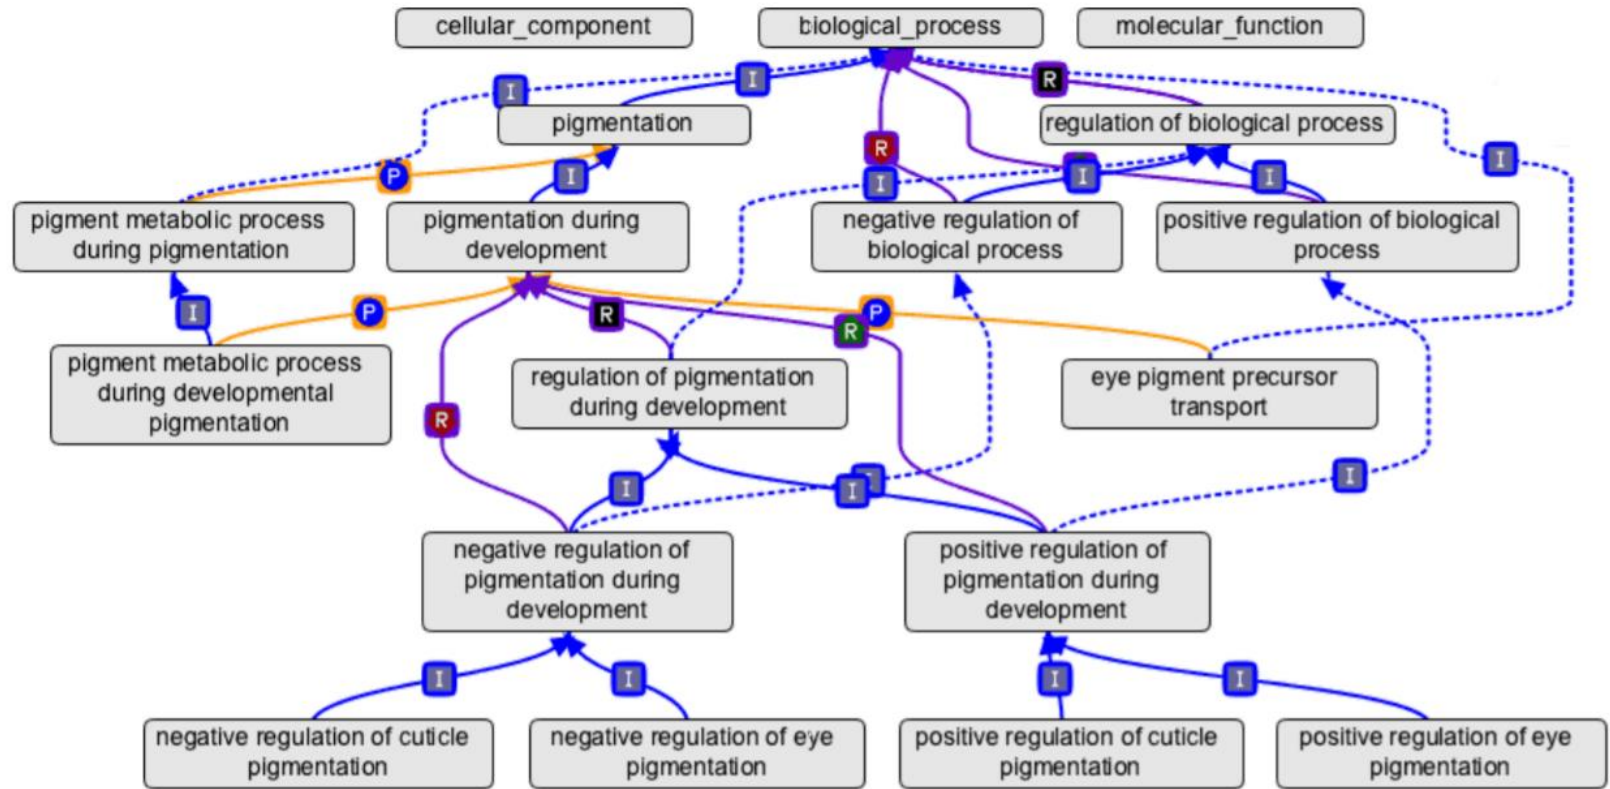 cellular_component
biological_process
molecular_function
I
I
R
pigmentation
regulation of biological process
R
I
P
I
I
I
I
pigment metabolic process
during pigmentation
pigmentation during
development
negative regulation of
biological process
positive regulation of biological
process
I
P
R
P
R
pigment metabolic process
during developmental
pigmentation
regulation of pigmentation
during development
eye pigment precursor
transport
R
I
I
I
negative regulation of
pigmentation during
development
positive regulation of
pigmentation during
development
I
I
I
I
negative regulation of cuticle
pigmentation
negative regulation of eye
pigmentation
positive regulation of cuticle
pigmentation
positive regulation of eye
pigmentation